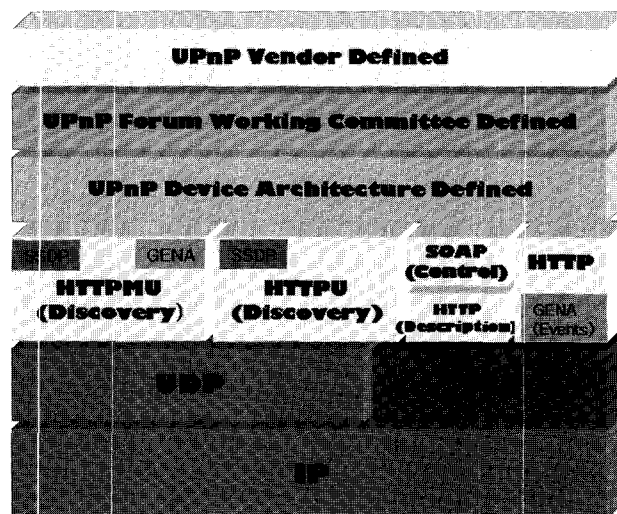 UPnP Vendor Defined
UPnP Forum Working Committee Defined
UPnP Device Architecture Defined
SSDP
GENA
HTTPMU
(Discovery)
SSDP
HTTPU
(Discovery)
SOAP
(Control)
HTTP
(Description)
HTTP
GENA
(Events)
UDP
IP